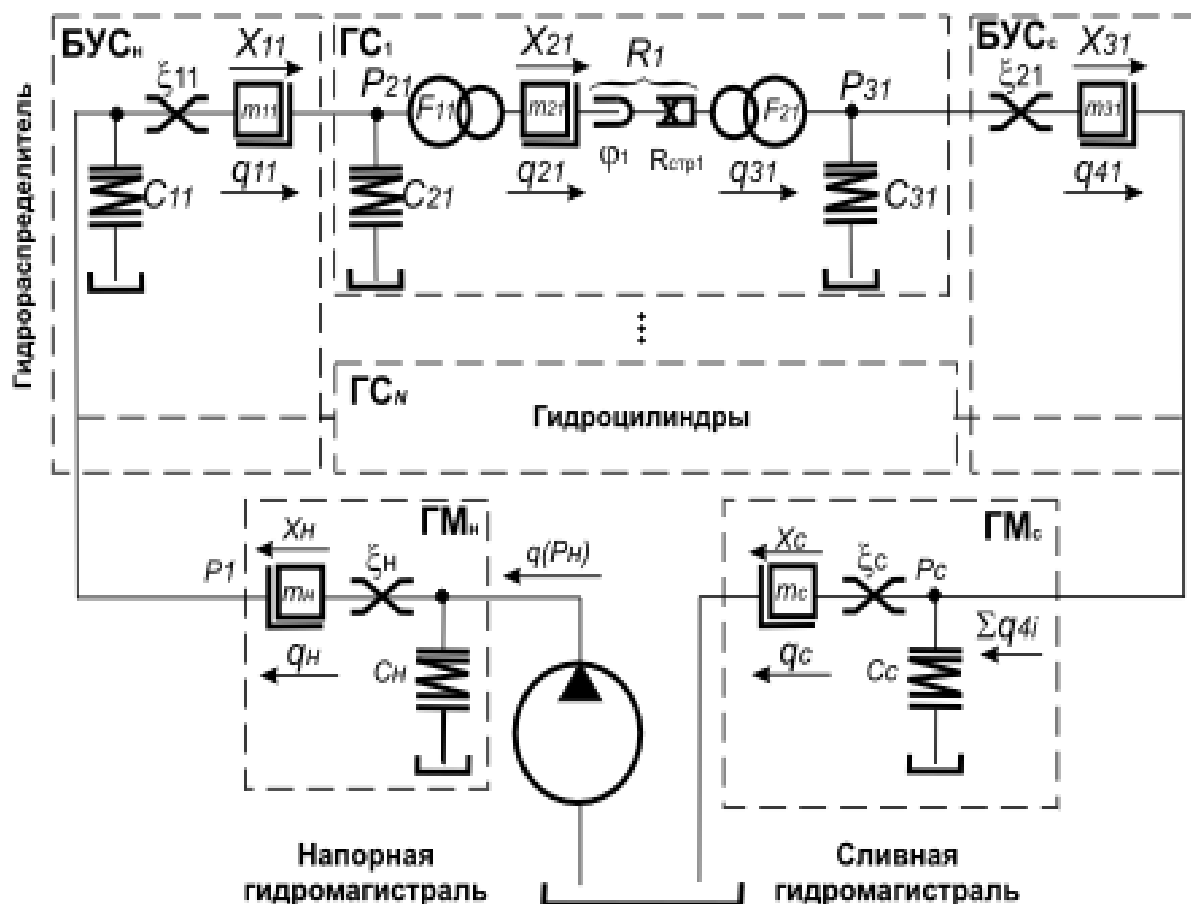 БУСн
ГС1
БУСс
X11
X21
R1
X31
ξ11
P21
P31
ξ21
m11
F11
m21
F21
m31
q11
q21
φ1
Rстр1
q31
q41
C11
C21
C31
Гидрораспределитель
ГСN
Гидроцилиндры
ГМн
ГМс
Xн
q(Pн)
Xc
P1
ξн
ξc
Pc
mн
mc
Σq4i
qн
Cн
qc
Cc
Напорная
гидромагистраль
Сливная
гидромагистраль